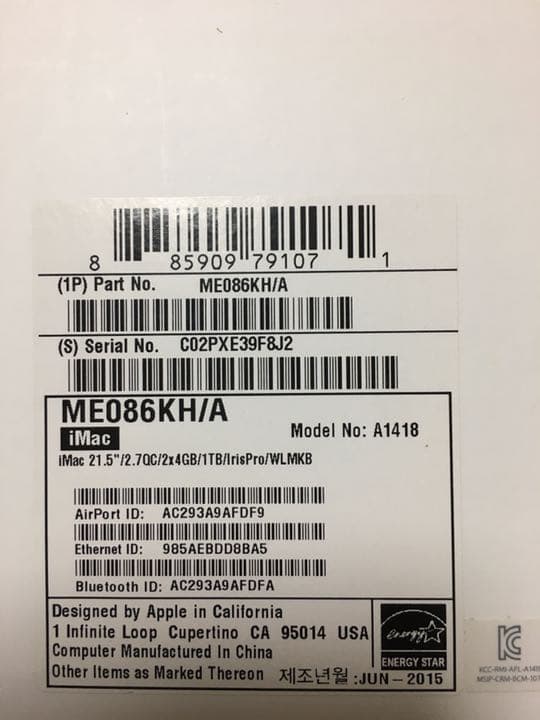 8 85909 79107 1
(1P) Part No. ME086KH/A
(S) Serial No. C02PXE39F8J2
ME086KH/A
iMac
Model No: A1418
iMac 21.5"/2.7QC/2x4GB/1TB/IrisPro/WLMKB
AirPort ID: AC293A9AFDF9
Ethernet ID: 985AEBDD8BA5
Bluetooth ID: AC293A9AFDFA
Designed by Apple in California
1 Infinite Loop Cupertino CA 95014 USA
Computer Manufactured In China
Other Items as Marked Thereon 제조년월 :JUN-2015
energy
ENERGY STAR